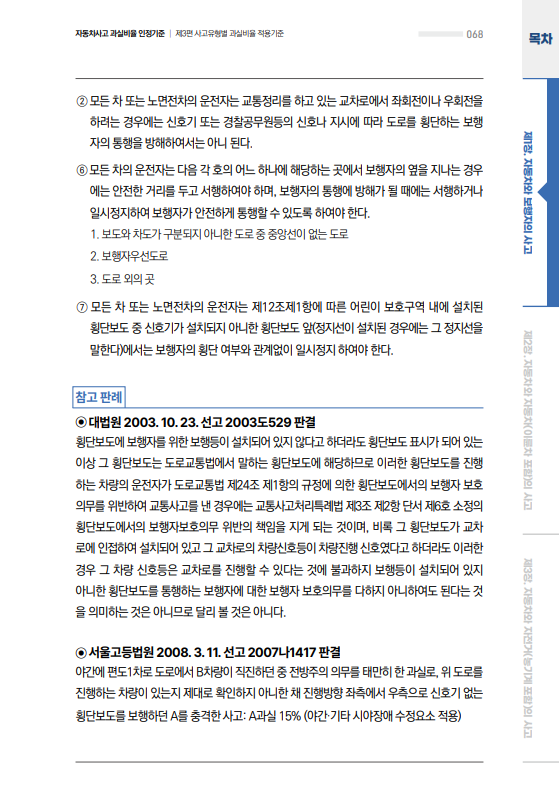 자동차사고 과실비율 인정기준 | 제3편 사고유형별 과실비율 적용기준
068
목차
② 모든 차 또는 노면전차의 운전자는 교통정리를 하고 있는 교차로에서 좌회전이나 우회전을
하려는 경우에는 신호기 또는 경찰공무원등의 신호나 지시에 따라 도로를 횡단하는 보행
자의 통행을 방해하여서는 아니 된다.
⑥ 모든 차의 운전자는 다음 각 호의 어느 하나에 해당하는 곳에서 보행자의 옆을 지나는 경우
에는 안전한 거리를 두고 서행하여야 하며, 보행자의 통행에 방해가 될 때에는 서행하거나
일시정지하여 보행자가 안전하게 통행할 수 있도록 하여야 한다.
1. 보도와 차도가 구분되지 아니한 도로 중 중앙선이 없는 도로
2. 보행자우선도로
3. 도로 외의 곳
⑦ 모든 차 또는 노면전차의 운전자는 제12조제1항에 따른 어린이 보호구역 내에 설치된
횡단보도 중 신호기가 설치되지 아니한 횡단보도 앞(정지선이 설치된 경우에는 그 정지선을
말한다)에서는 보행자의 횡단 여부와 관계없이 일시정지 하여야 한다.
참고 판례
◉ 대법원 2003. 10. 23. 선고 2003도529 판결
횡단보도에 보행자를 위한 보행등이 설치되어 있지 않다고 하더라도 횡단보도 표시가 되어 있는
이상 그 횡단보도는 도로교통법에서 말하는 횡단보도에 해당하므로 이러한 횡단보도를 진행
하는 차량의 운전자가 도로교통법 제24조 제1항의 규정에 의한 횡단보도에서의 보행자 보호
의무를 위반하여 교통사고를 낸 경우에는 교통사고처리특례법 제3조 제2항 단서 제6호 소정의
횡단보도에서의 보행자보호의무 위반의 책임을 지게 되는 것이며, 비록 그 횡단보도가 교차
로에 인접하여 설치되어 있고 그 교차로의 차량신호등이 차량진행 신호였다고 하더라도 이러한
경우 그 차량 신호등은 교차로를 진행할 수 있다는 것에 불과하지 보행등이 설치되어 있지
아니한 횡단보도를 통행하는 보행자에 대한 보행자 보호의무를 다하지 아니하여도 된다는 것
을 의미하는 것은 아니므로 달리 볼 것은 아니다.
◉ 서울고등법원 2008. 3. 11. 선고 2007나1417 판결
야간에 편도1차로 도로에서 B차량이 직진하던 중 전방주의 의무를 태만히 한 과실로, 위 도로를
진행하는 차량이 있는지 제대로 확인하지 아니한 채 진행방향 좌측에서 우측으로 신호기 없는
횡단보도를 보행하던 A를 충격한 사고: A과실 15% (야간·기타 시야장애 수정요소 적용)
제1장. 자동차와 보행자의 사고
제2장. 자동차와 자동차(이륜차 포함)의 사고
제3장. 자동차와 자전거(농기계 포함)의 사고